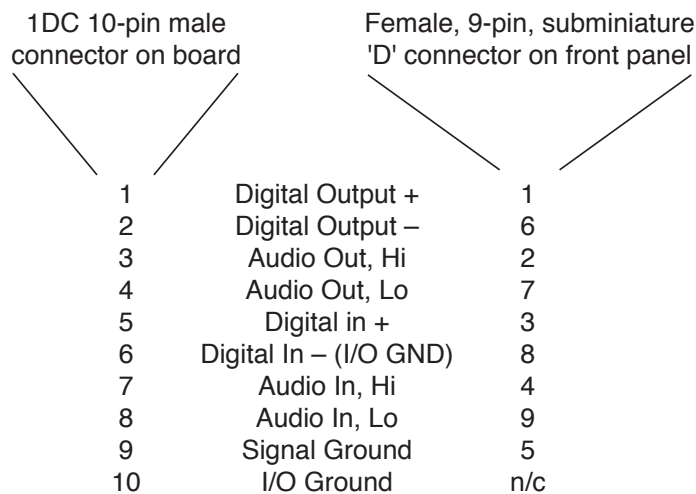 1DC 10-pin male
connector on board
Female, 9-pin, subminiature
'D' connector on front panel
1 Digital Output + 1
2 Digital Output – 6
3 Audio Out, Hi 2
4 Audio Out, Lo 7
5 Digital in + 3
6 Digital In – (I/O GND) 8
7 Audio In, Hi 4
8 Audio In, Lo 9
9 Signal Ground 5
10 I/O Ground n/c